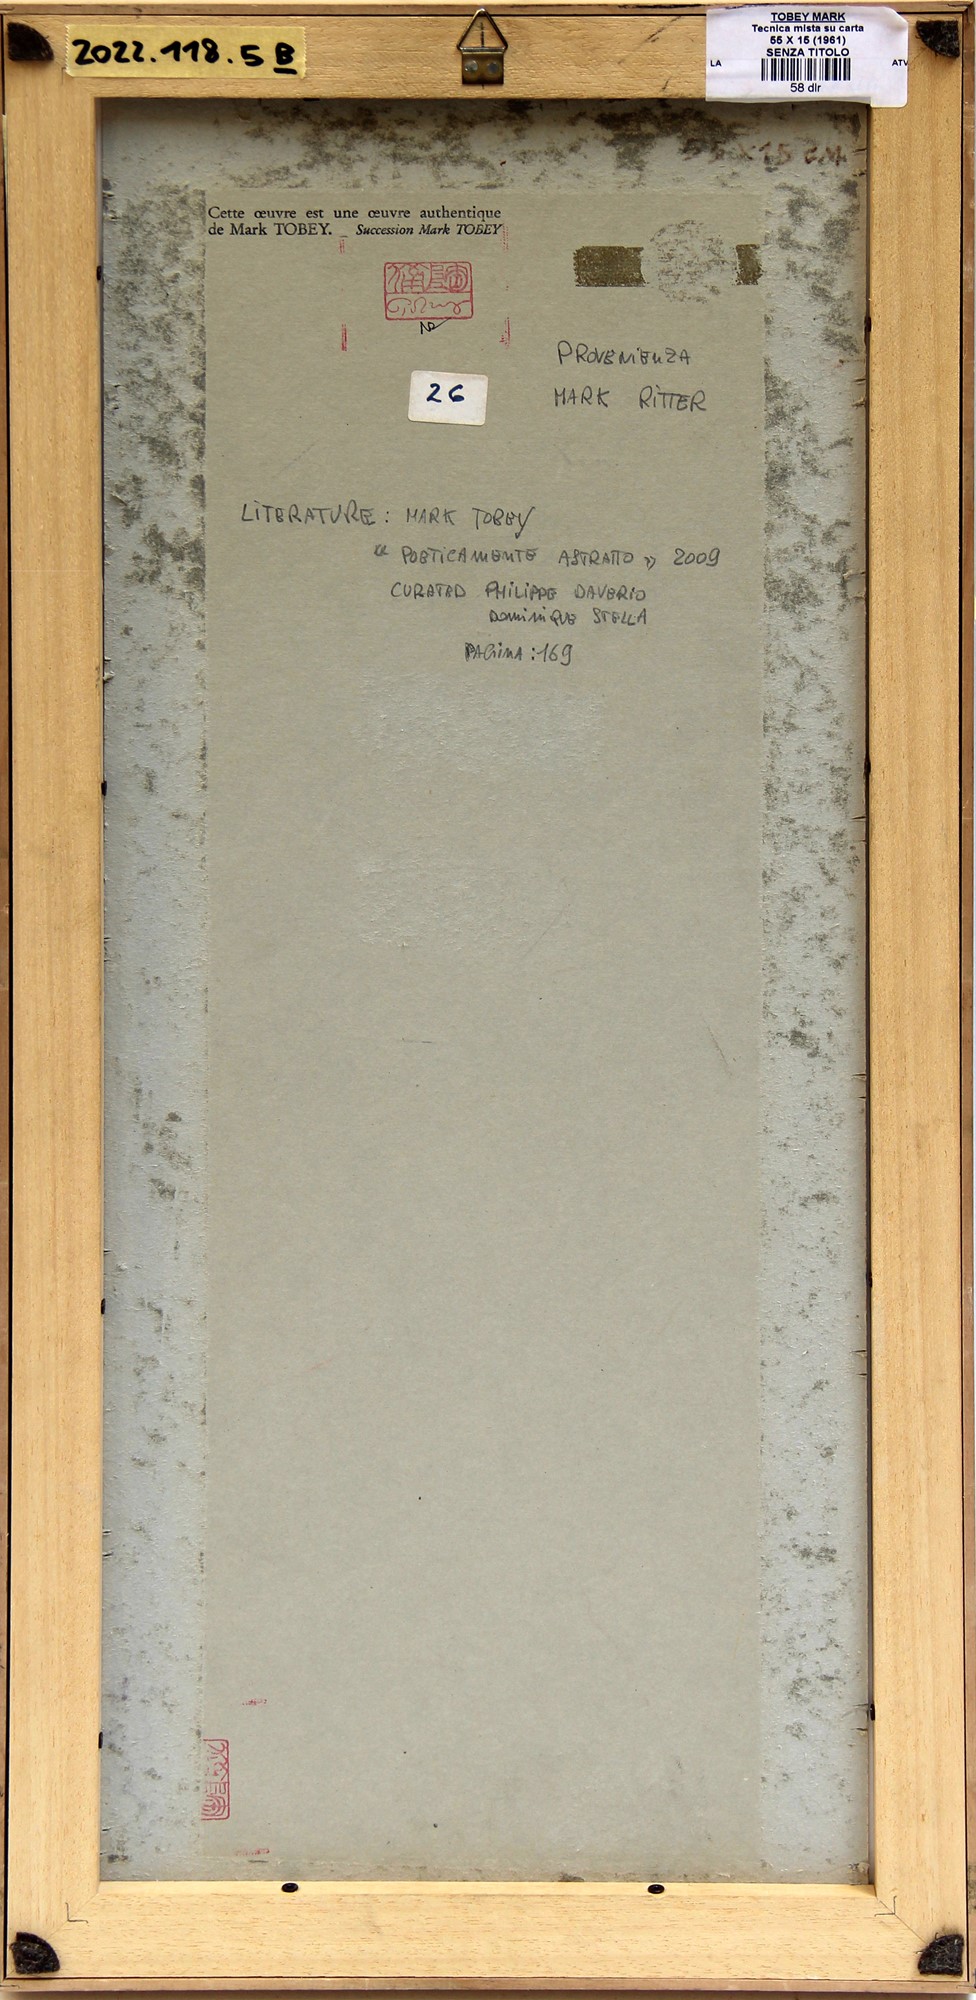 2022.118.5 B
TOBEY MARK
Tecnica mista su carta
55 X 15 (1961)
SENZA TITOLO
LA
ATV
58 dlr
55 X 15 CM
Cette œuvre est une œuvre authentique
de Mark TOBEY. _ Succession Mark TOBEY
PROVENIENZA
MARK RITTER
26
LITERATURE: MARK TOBEY
“ POETICAMENTE ASTRATTO ” 2009
CURATED PHILIPPE DAVERIO
DOMINIQUE STELLA
PAGINA:169